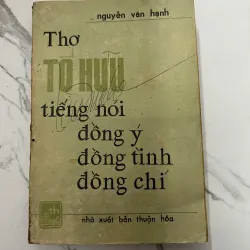 nguyễn văn hạnh
Thơ
TỐ HỮU
tiếng nói
đồng ý
đồng tình
đồng chí
nhà xuất bản thuận hóa